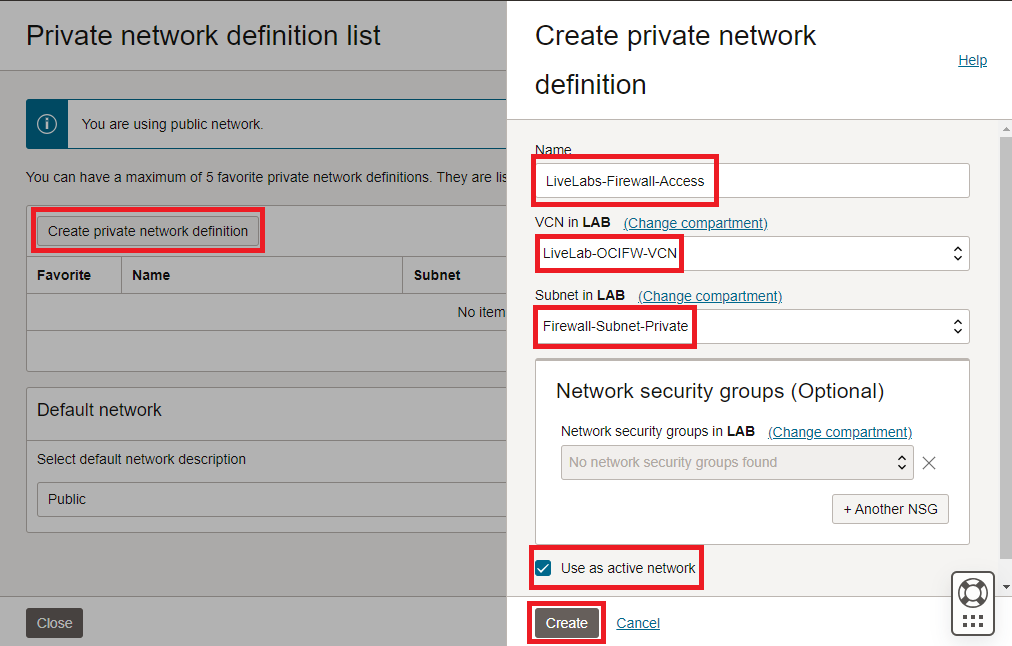 Private network definition list
You are using public network.
You can have a maximum of 5 favorite private network definitions. They are lis
Create private network definition
Favorite
Name
Subnet
No item
Default network
Select default network description
Public
Close
Create private network
definition
Help
Name
LiveLabs-Firewall-Access
VCN in LAB (Change compartment)
LiveLab-OCIFW-VCN
Subnet in LAB (Change compartment)
Firewall-Subnet-Private
Network security groups (Optional)
Network security groups in LAB (Change compartment)
No network security groups found
+ Another NSG
Use as active network
Create
Cancel